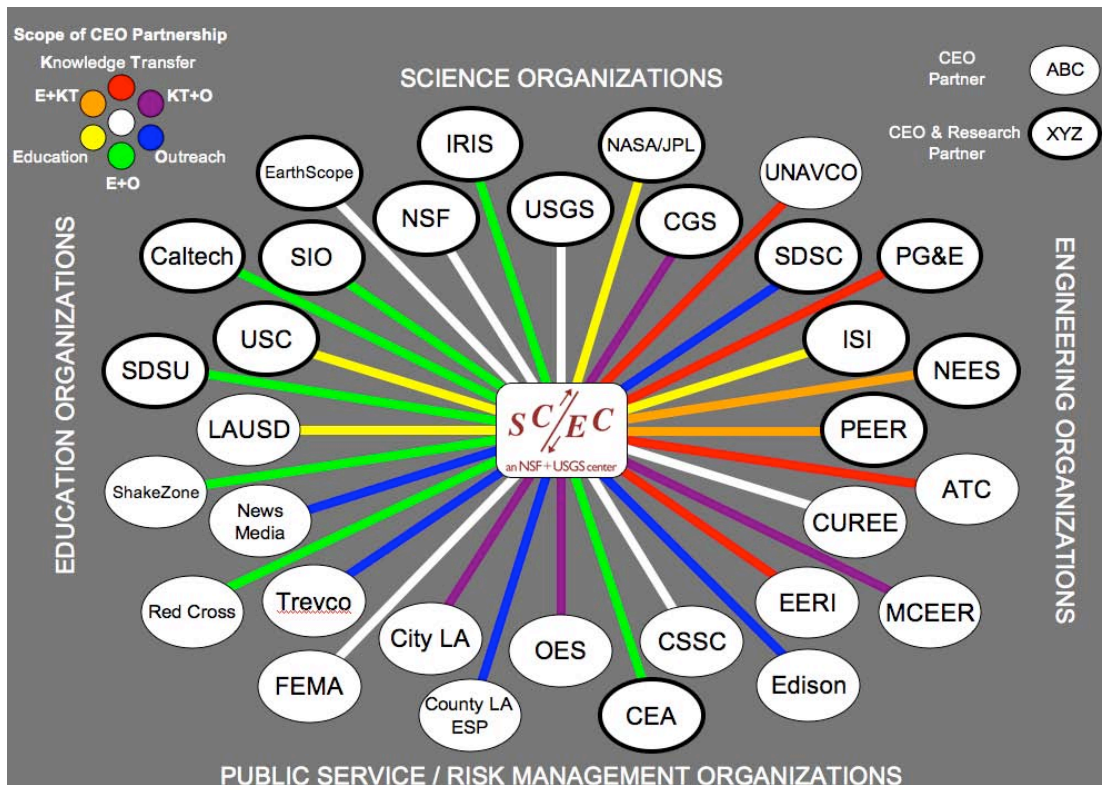 Scope of CEO Partnership
Knowledge Transfer
E+KT
KT+O
Education
Outreach
E+O
SCIENCE ORGANIZATIONS
CEO
Partner
ABC
CEO & Research
Partner
XYZ
EDUCATION ORGANIZATIONS
ENGINEERING ORGANIZATIONS
EarthScope
IRIS
NSF
USGS
NASA/JPL
CGS
UNAVCO
Caltech
SIO
SDSC
PG&E
USC
ISI
SDSU
NEES
LAUSD
PEER
SC/EC
an NSF+USGS center
ShakeZone
News
Media
CUREE
ATC
Red Cross
Trevco
EERI
MCEER
FEMA
City LA
County LA
ESP
OES
CEA
CSSC
Edison
PUBLIC SERVICE / RISK MANAGEMENT ORGANIZATIONS